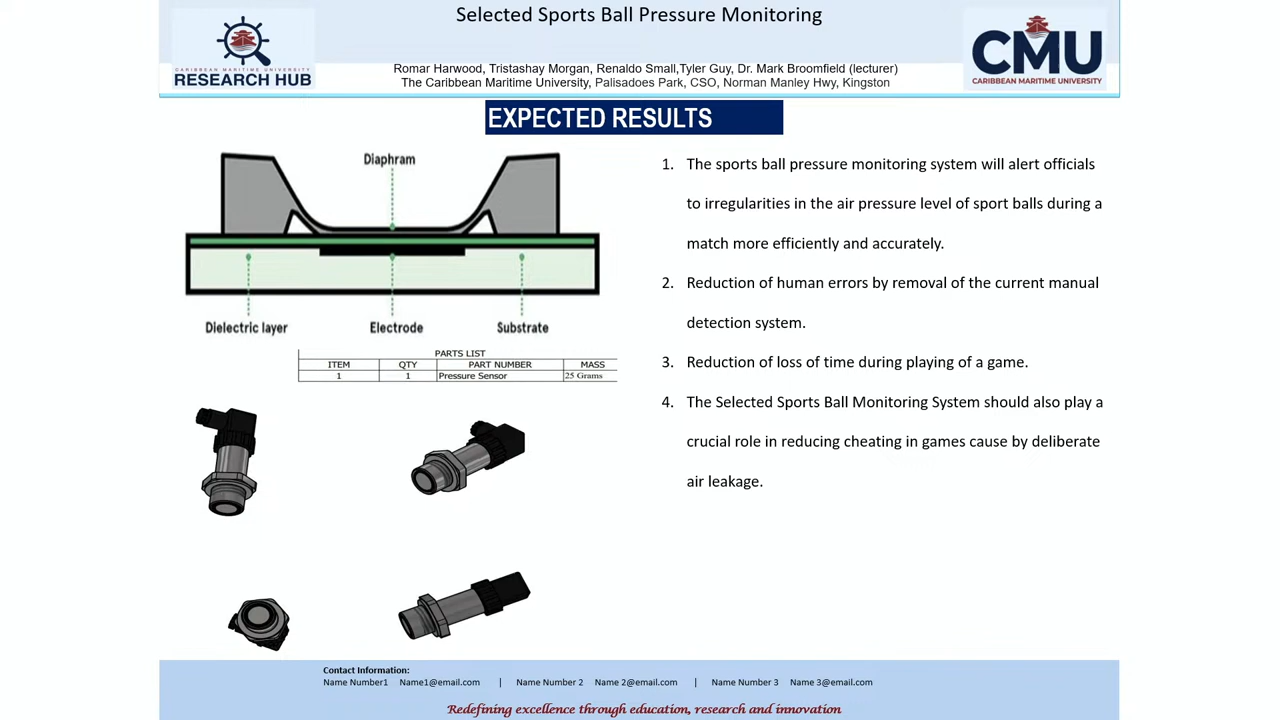 Selected Sports Ball Pressure Monitoring
CARIBBEAN MARITIME UNIVERSITY
RESEARCH HUB
CMU
CARIBBEAN MARITIME UNIVERSITY
Romar Harwood, Tristashay Morgan, Renaldo Small,Tyler Guy, Dr. Mark Broomfield (lecturer)
The Caribbean Maritime University, Palisadoes Park, CSO, Norman Manley Hwy, Kingston
EXPECTED RESULTS
Diaphram
Dielectric layer Electrode Substrate
PARTS LIST
ITEM QTY PART NUMBER MASS
1 1 Pressure Sensor 25 Grams
1. The sports ball pressure monitoring system will alert officials
to irregularities in the air pressure level of sport balls during a
match more efficiently and accurately.
2. Reduction of human errors by removal of the current manual
detection system.
3. Reduction of loss of time during playing of a game.
4. The Selected Sports Ball Monitoring System should also play a
crucial role in reducing cheating in games cause by deliberate
air leakage.
Contact Information:
Name Number1 Name1@email.com | Name Number 2 Name 2@email.com | Name Number 3 Name 3@email.com
Redefining excellence through education, research and innovation